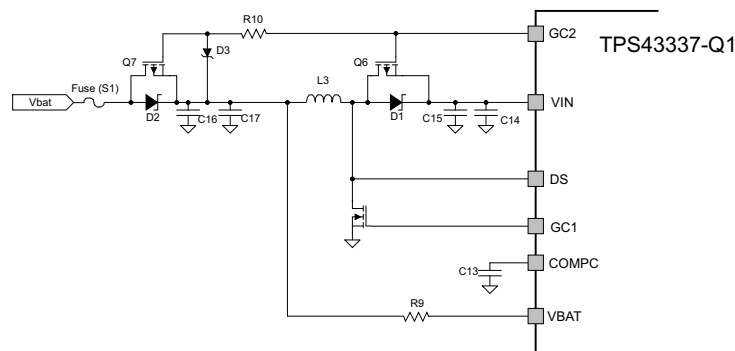 R10
GC2
TPS43337-Q1
D3
Q7
Q6
Fuse (S1)
L3
Vbat
VIN
D2
C16
C17
D1
C15
C14
DS
GC1
COMPC
C13
R9
VBAT